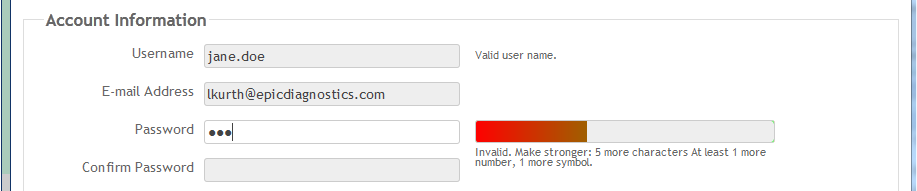 Account Information
Username jane.doe Valid user name.
E-mail Address lkurth@epicdiagnostics.com
Password ●●●
Invalid. Make stronger: 5 more characters At least 1 more
number, 1 more symbol.
Confirm Password